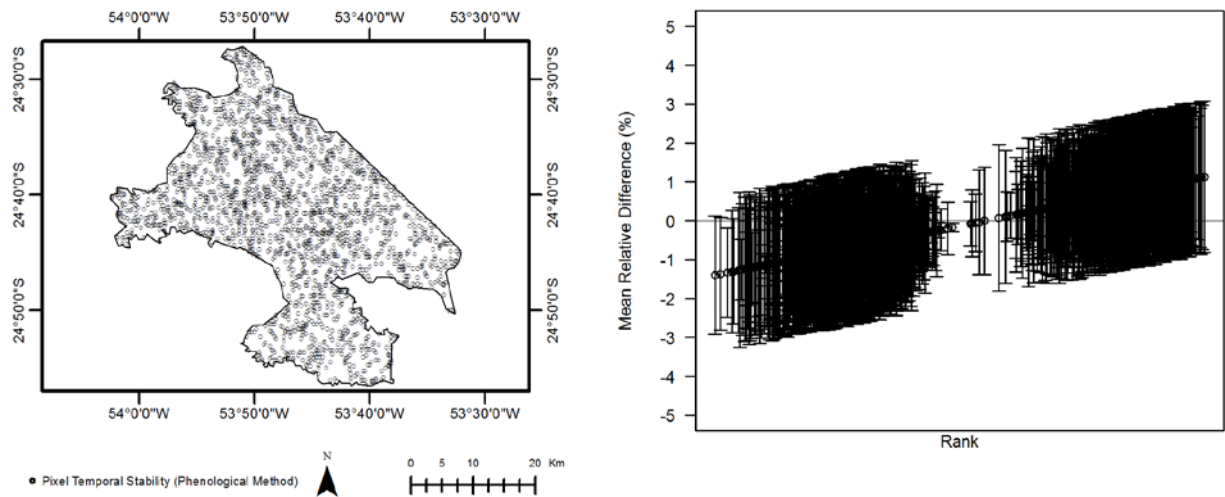 54°0'0"W 53°50'0"W 53°40'0"W 53°30'0"W
24°30'0"S 24°30'0"S
24°40'0"S 24°40'0"S
24°50'0"S 24°50'0"S
54°0'0"W 53°50'0"W 53°40'0"W 53°30'0"W
Pixel Temporal Stability (Phenological Method)
N
0 5 10 20 Km
Mean Relative Difference (%)
5
4
3
2
1
0
-1
-2
-3
-4
-5
Rank